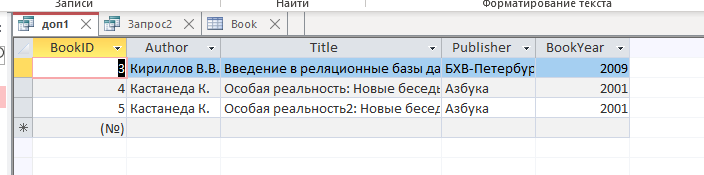 Записи Найти Форматирование текста
доп1 Запрос2 Book
BookID Author Title Publisher BookYear
3 Кириллов В.В. Введение в реляционные базы да БХВ-Петербур 2009
4 Кастанеда К. Особая реальность: Новые бесед Азбука 2001
5 Кастанеда К. Особая реальность2: Новые бесед Азбука 2001
* (№)